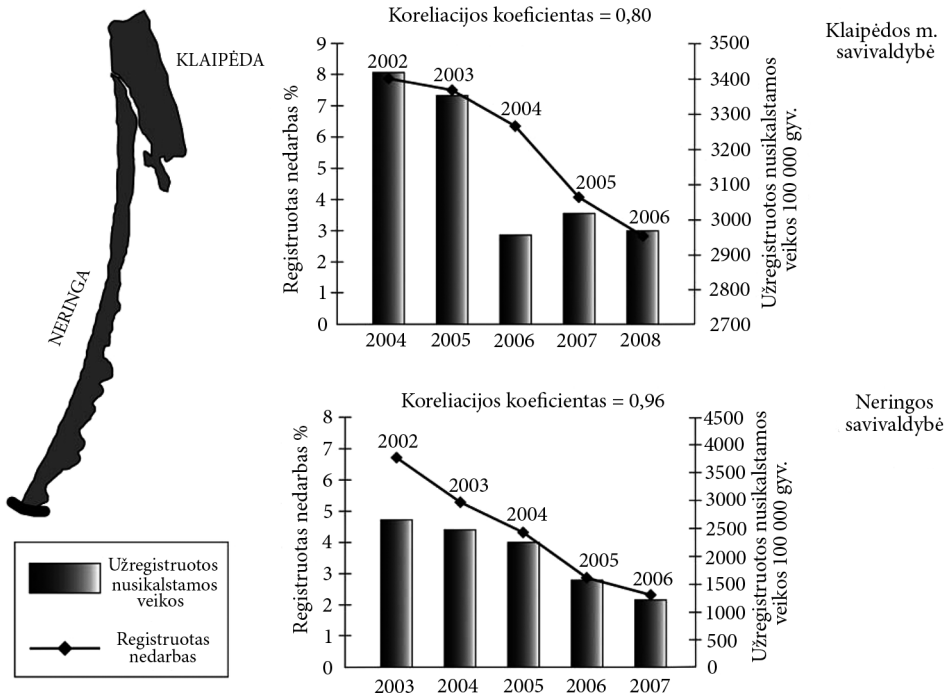 KLAIPĖDA
NERINGA
Koreliacijos koeficientas = 0,80
Klaipėdos m.
savivaldybė
Registruotas nedarbas %
9
8
7
6
5
4
3
2
1
0
2002
2003
2004
2005
2006
3500
3400
3300
3200
3100
3000
2900
2800
2700
Užregistruotos nusikalstamos
veikos 100 000 gyv.
2004 2005 2006 2007 2008
Koreliacijos koeficientas = 0,96
Neringos
savivaldybė
Registruotas nedarbas %
8
7
6
5
4
3
2
1
0
2002
2003
2004
2005
2006
4500
4000
3500
3000
2500
2000
1500
1000
500
0
Užregistruotos nusikalstamos
veikos 100 000 gyv.
2003 2004 2005 2006 2007
Užregistruotos
nusikalstamos
veikos
Registruotas
nedarbas